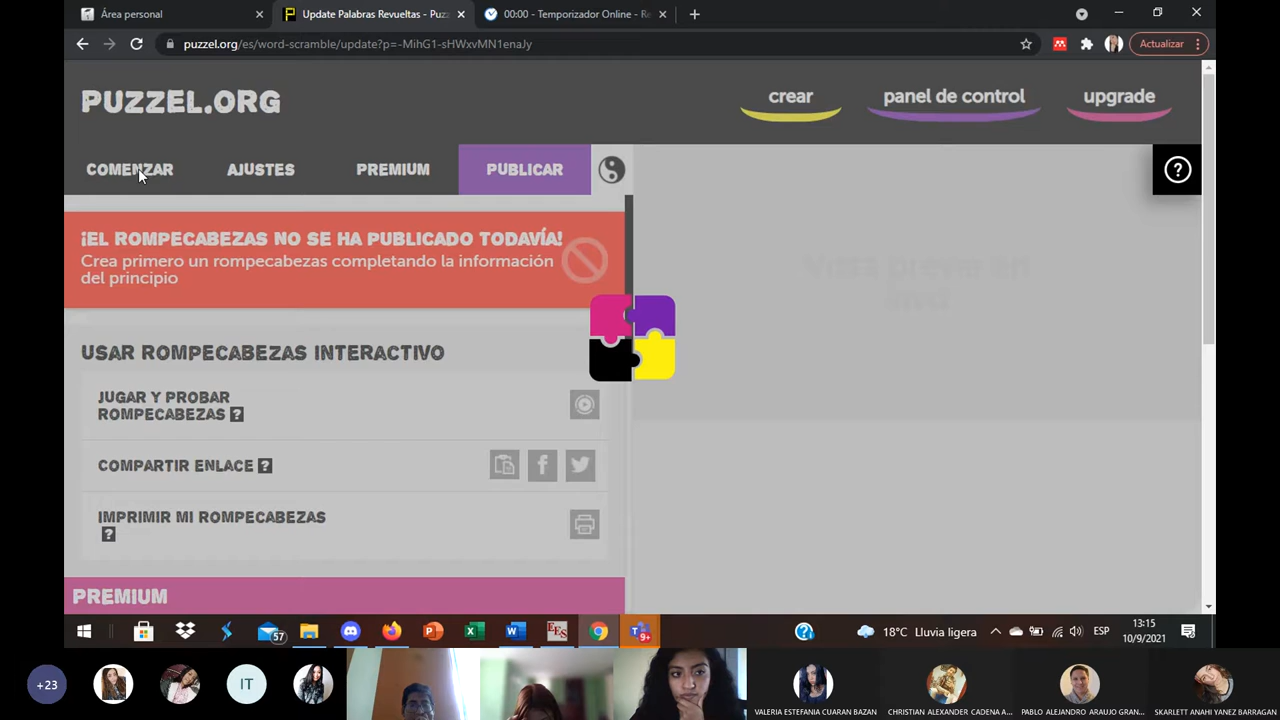 Área personal
Update Palabras Revueltas - Puzz
00:00 - Temporizador Online - Re
puzzel.org/es/word-scramble/update?p=-MihG1-sHWxvMN1enaJy
Actualizar
PUZZEL.ORG
crear
panel de control
upgrade
COMENZAR
AJUSTES
PREMIUM
PUBLICAR
?
¡EL ROMPECABEZAS NO SE HA PUBLICADO TODAVÍA!
Crea primero un rompecabezas completando la información
del principio
USAR ROMPECABEZAS INTERACTIVO
JUGAR Y PROBAR
ROMPECABEZAS ?
COMPARTIR ENLACE ?
IMPRIMIR MI ROMPECABEZAS
?
PREMIUM
57
9+
18°C Lluvia ligera
ESP
13:15
10/9/2021
+23
IT
VALERIA ESTEFANIA CUARAN BAZAN
CHRISTIAN ALEXANDER CADENA A...
PABLO ALEJANDRO ARAUJO GRAN...
SKARLETT ANAHI YANEZ BARRAGAN